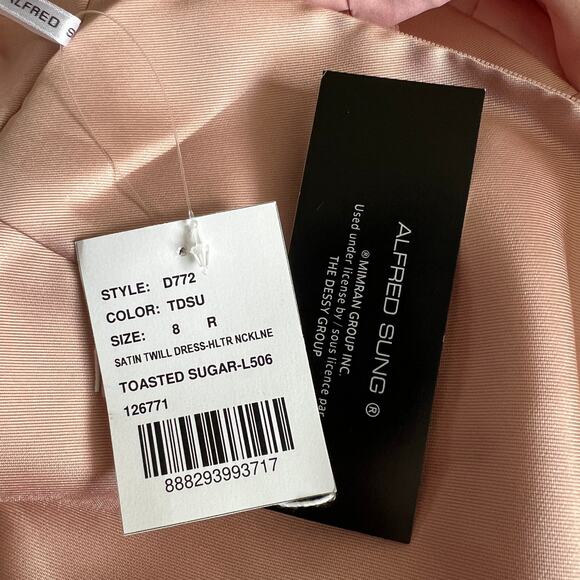 ALFRED S
STYLE: D772
COLOR: TDSU
SIZE: 8 R
SATIN TWILL DRESS-HLTR NCKLNE
TOASTED SUGAR-L506
126771
888293993717
ALFRED SUNG ®
® MIMRAN GROUP INC.
Used under license by / sous licence par
THE DESSY GROUP